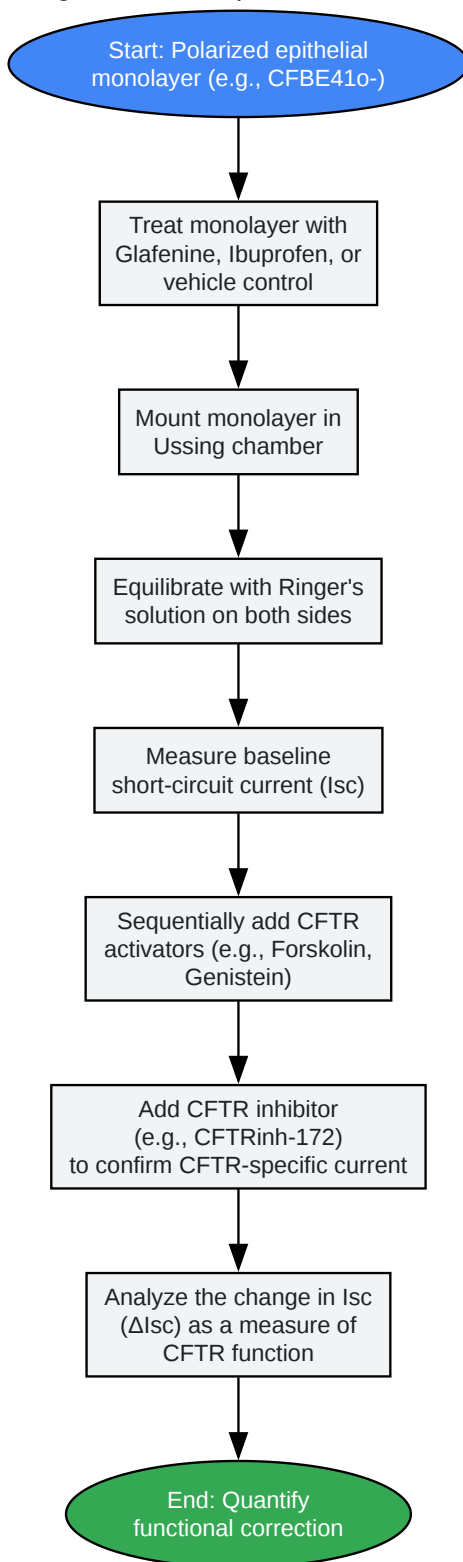 Start: Polarized epithelial
monolayer (e.g., CFBE41o-)
Treat monolayer with
Glafenine, Ibuprofen, or
vehicle control
Mount monolayer in
Ussing chamber
Equilibrate with Ringer's
solution on both sides
Measure baseline
short-circuit current (Isc)
Sequentially add CFTR
activators (e.g., Forskolin,
Genistein)
Add CFTR inhibitor
(e.g., CFTRinh-172)
to confirm CFTR-specific current
Analyze the change in Isc
(ΔIsc) as a measure of
CFTR function
End: Quantify
functional correction